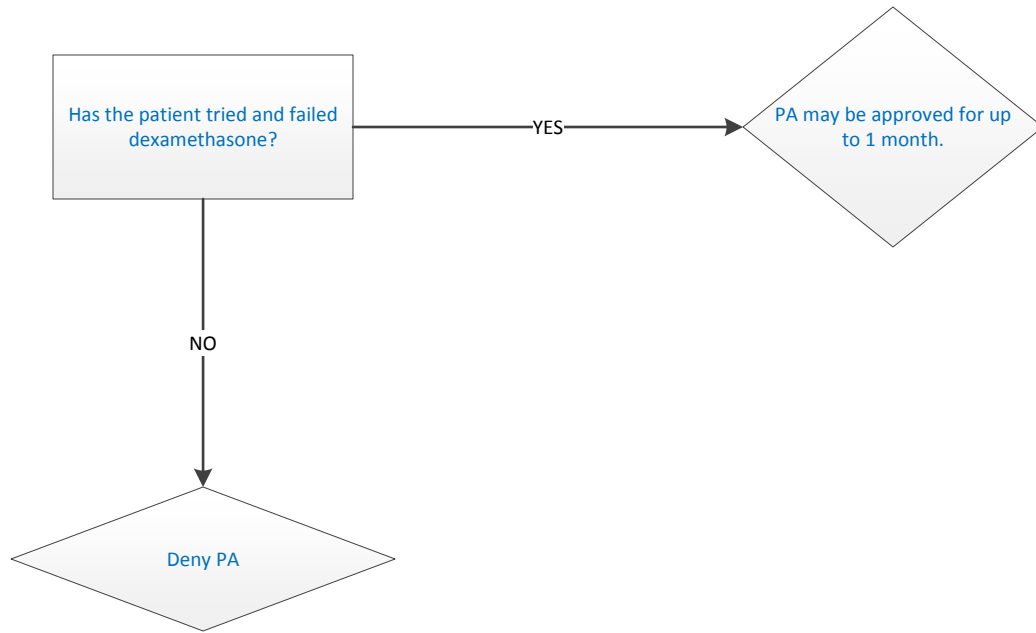 Has the patient tried and failed
dexamethasone?
YES
PA may be approved for up
to 1 month.
NO
Deny PA